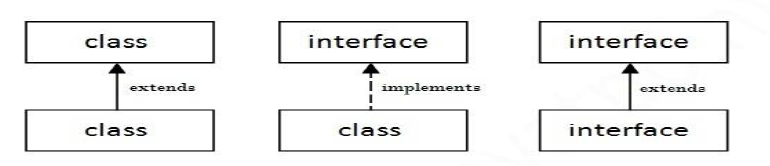 class interface interface
extends implements extends
class class interface